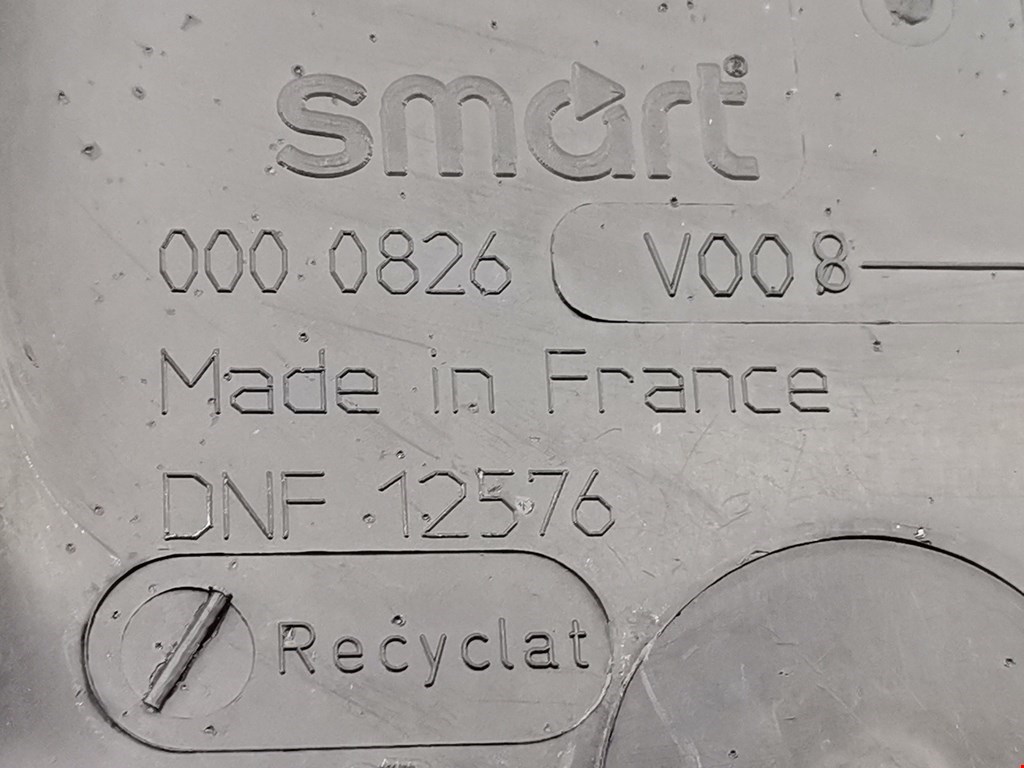 smart®
000 0826 V008
Made in France
DNF 12576
Recyclat